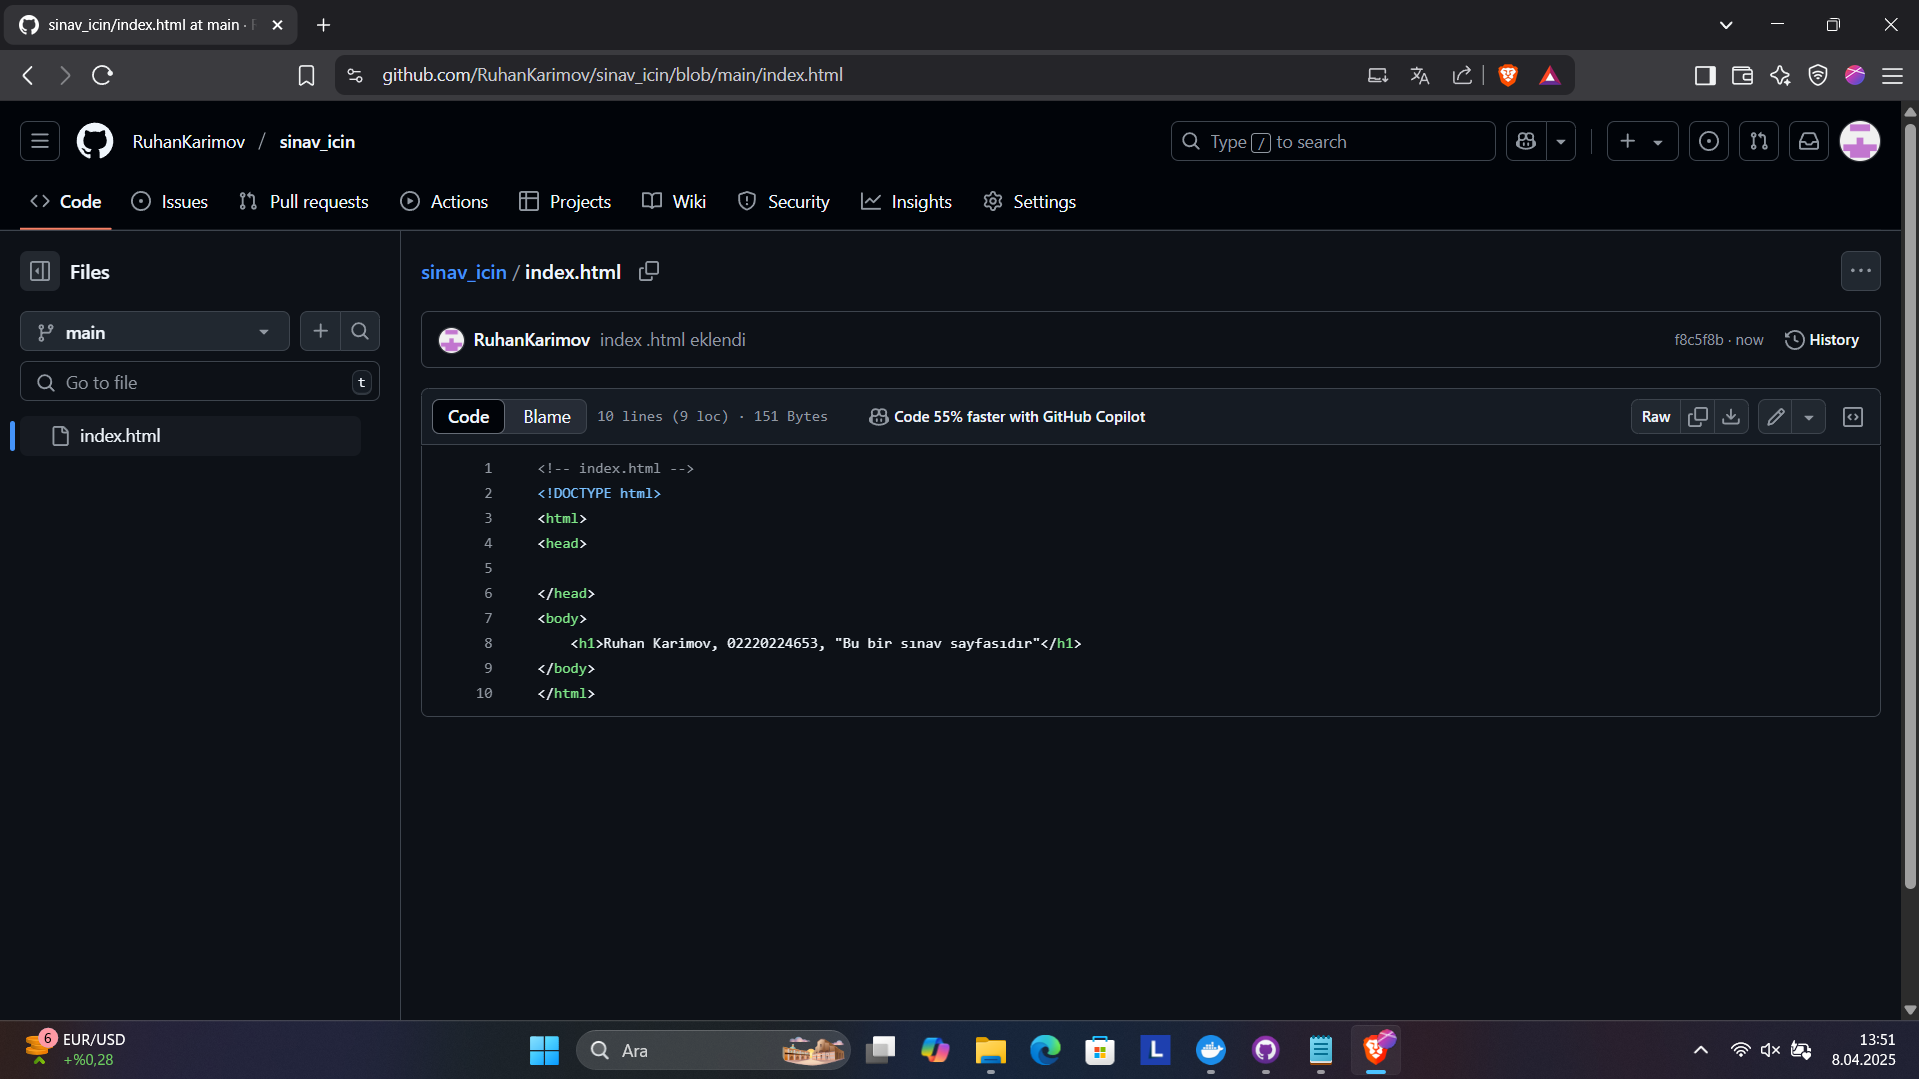 sinav_icin/index.html at main ·
github.com/RuhanKarimov/sinav_icin/blob/main/index.html
RuhanKarimov / sinav_icin
Type / to search
Code
Issues
Pull requests
Actions
Projects
Wiki
Security
Insights
Settings
Files
main
Go to file
t
index.html
sinav_icin / index.html
RuhanKarimov index .html eklendi
f8c5f8b · now
History
Code
Blame
10 lines (9 loc) · 151 Bytes
Code 55% faster with GitHub Copilot
Raw
1 <!-- index.html -->
2 <!DOCTYPE html>
3 <html>
4 <head>
5
6 </head>
7 <body>
8 <h1>Ruhan Karimov, 02220224653, "Bu bir sınav sayfasıdır"</h1>
9 </body>
10 </html>
6
EUR/USD
+%0,28
Ara
L
13:51
8.04.2025